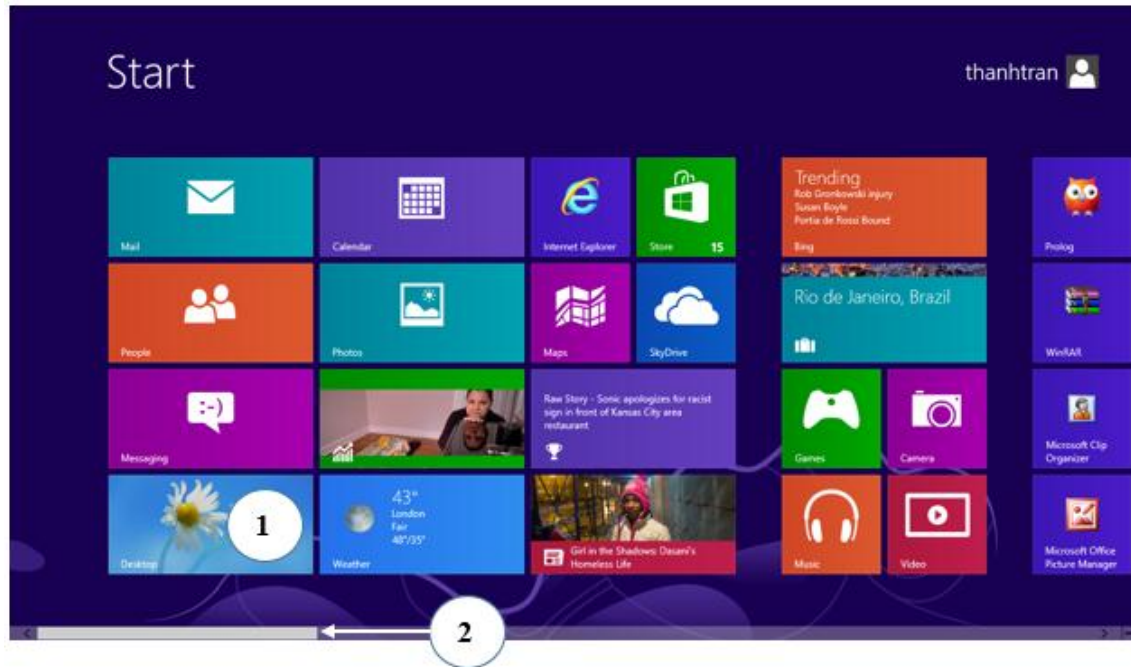 Start
thanhtran
Mail
Calendar
Internet Explorer
Store 15
Trending
Rob Gronkowski injury
Susan Boyle
Portia de Rossi Bound
Bing
Prolog
People
Photos
Maps
SkyDrive
Rio de Janeiro, Brazil
WinRAR
Messaging
Raw Story - Sonic apologizes for racist
sign in front of Kansas City area
restaurant
Games
Camera
Microsoft Clip
Organizer
Desktop
1
43°
London
Fair
48°/35°
Weather
Girl in the Shadows: Dasani's
Homeless Life
Music
Video
Microsoft Office
Picture Manager
2